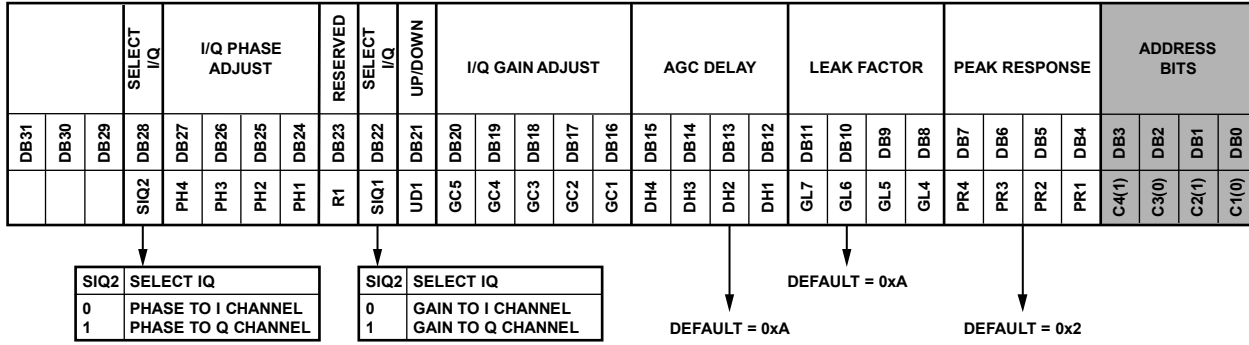 SELECT I/Q
I/Q PHASE ADJUST
RESERVED
SELECT I/Q
UP/DOWN
I/Q GAIN ADJUST
AGC DELAY
LEAK FACTOR
PEAK RESPONSE
ADDRESS BITS
DB31 DB30 DB29 DB28 DB27 DB26 DB25 DB24 DB23 DB22 DB21 DB20 DB19 DB18 DB17 DB16 DB15 DB14 DB13 DB12 DB11 DB10 DB9 DB8 DB7 DB6 DB5 DB4 DB3 DB2 DB1 DB0
SIQ2 PH4 PH3 PH2 PH1 R1 SIQ1 UD1 GC5 GC4 GC3 GC2 GC1 DH4 DH3 DH2 DH1 GL7 GL6 GL5 GL4 PR4 PR3 PR2 PR1 C4(1) C3(0) C2(1) C1(0)
SIQ2 SELECT IQ
0 PHASE TO I CHANNEL
1 PHASE TO Q CHANNEL
SIQ2 SELECT IQ
0 GAIN TO I CHANNEL
1 GAIN TO Q CHANNEL
DEFAULT = 0xA
DEFAULT = 0xA
DEFAULT = 0x2